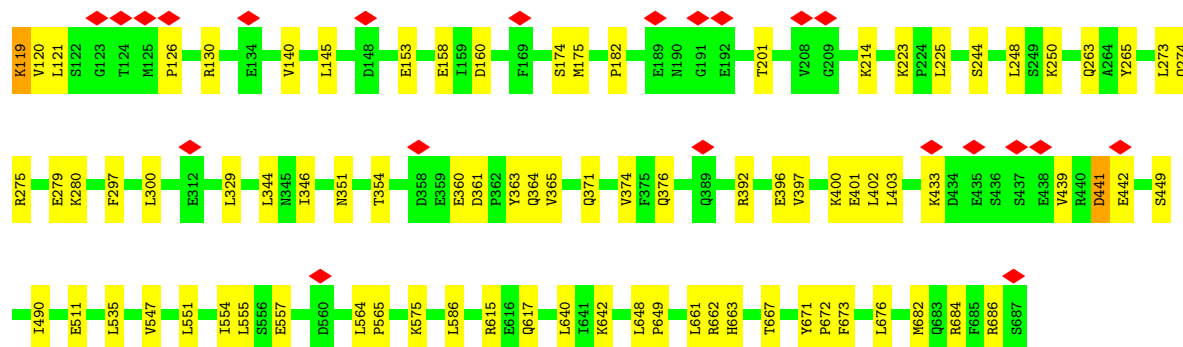 K119 V120 L121 S122 G123 T124 M125 P126 R130 E134 V140 L145 D148 E153 E158 I159 D160 F169 S174 M175 P182 E189 N190 G191 E192 T201 V208 G209 K214 K223 P224 L225 S244 L248 S249 K250 Q263 A264 Y265 L273 Q274
R275 E279 K280 F297 L300 E312 L329 L344 N345 I346 N351 T354 D358 E359 E360 D361 P362 Y363 Q364 V365 Q371 V374 F375 Q376 Q389 R392 E396 V397 K400 E401 L402 L403 K433 D434 E435 S436 S437 E438 V439 R440 D441 E442 S449
I490 E511 L535 V547 L551 I554 L555 S556 E557 D560 L564 P565 K575 L586 R615 E616 Q617 L640 I641 K642 L648 P649 L661 R662 H663 T667 Y671 P672 F673 L676 M682 Q683 R684 F685 R686 S687